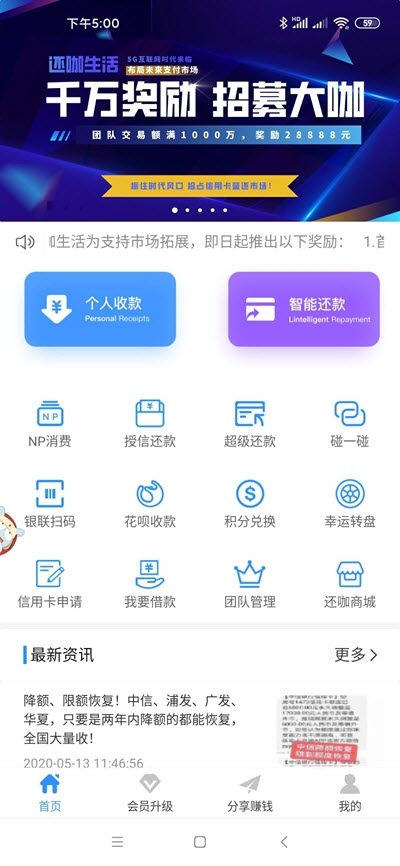 下午5:00
HD
59
还咖生活
5G互联网时代来临
布局未来支付市场
千万奖励 招募大咖
团队交易额满1000万，奖励28888元
抓住时代风口 抢占信用卡管逐市场！
咖生活为支持市场拓展，即日起推出以下奖励： 1.首
个人收款
Personal Receipts
智能还款
Lintelligent Repayment
NP
NP消费
授信还款
超级还款
碰一碰
银联扫码
花呗收款
积分兑换
幸运转盘
信用卡申请
我要借款
团队管理
还咖商城
最新资讯
更多
降额、限额恢复！中信、浦发、广发、
华夏，只要是两年内降额的都能恢复，
全国大量收！
中信降额恢复
2020-05-13 11:46:56
首页
会员升级
分享赚钱
我的